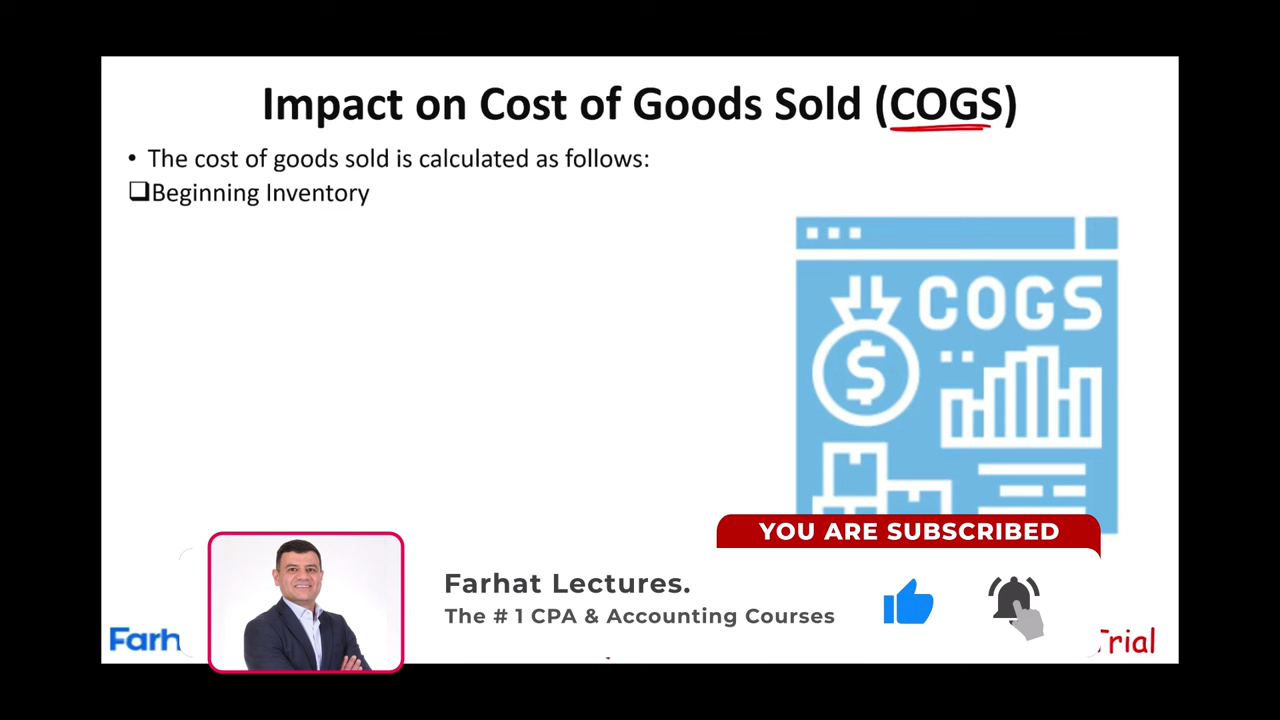 Impact on Cost of Goods Sold (COGS)
• The cost of goods sold is calculated as follows:
❑Beginning Inventory
COGS
$
YOU ARE SUBSCRIBED
Farhat Lectures.
The # 1 CPA & Accounting Courses
Farh
Trial